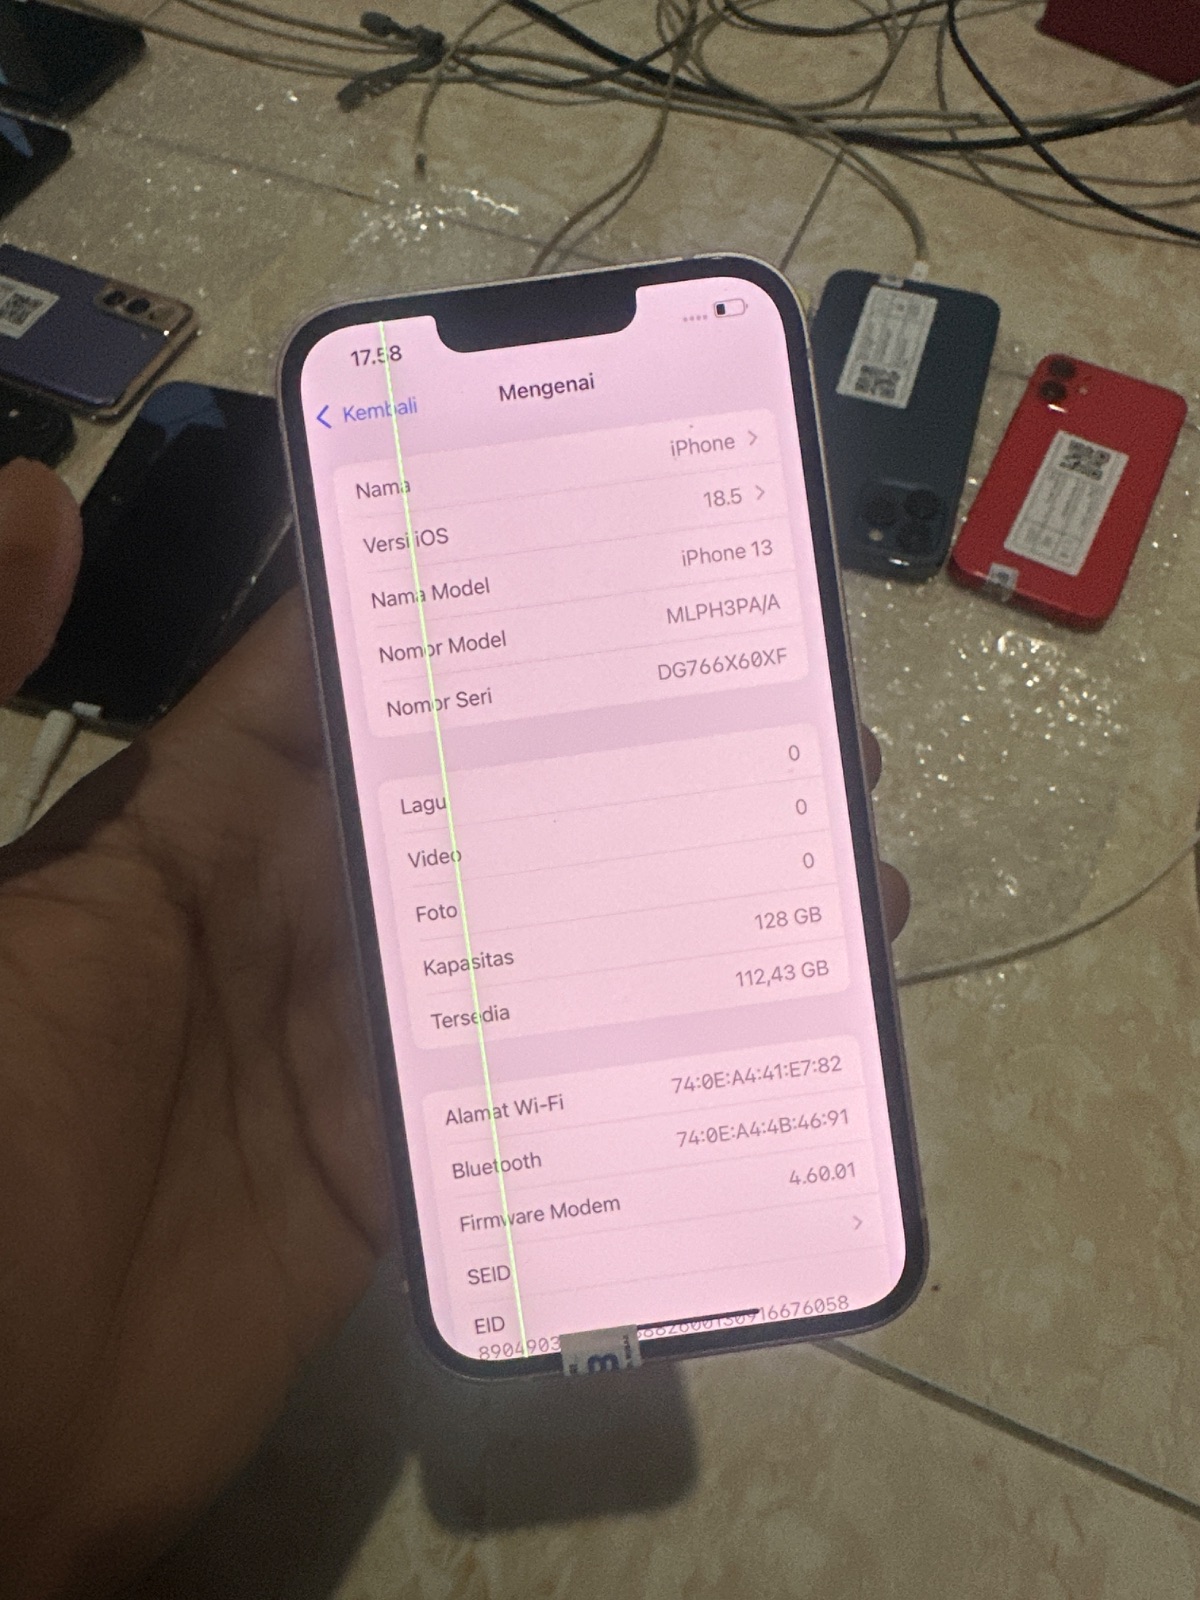 17.58
Kembali
Mengenai
Nama iPhone
Versi iOS 18.5
Nama Model iPhone 13
Nomor Model MLPH3PA/A
Nomor Seri DG766X60XF
Lagu 0
Video 0
Foto 0
Kapasitas 128 GB
Tersedia 112,43 GB
Alamat Wi-Fi 74:0E:A4:41:E7:82
Bluetooth 74:0E:A4:4B:46:91
Firmware Modem 4.60.01
SEID
EID